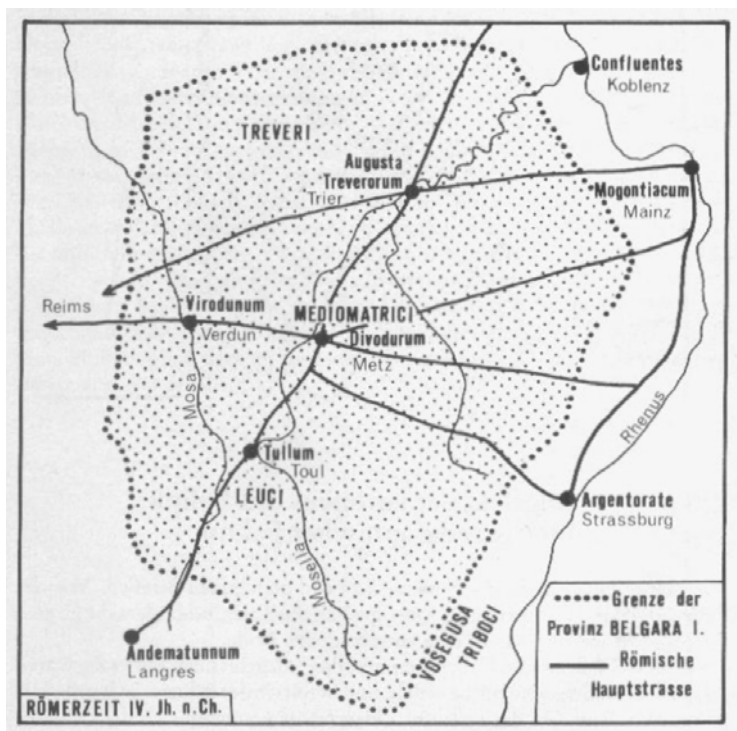 Confluentes
Koblenz
TREVERI
Augusta
Treverorum
Trier
Mogontiacum
Mainz
Reims
Virodunum
Verdun
MEDIOMATRICI
Divodurum
Metz
Mosa
Rhenus
Tullum
Toul
LEUCI
Argentorate
Strassburg
Mosella
VOSEGUSA
TRIBOCI
Andematunnum
Langres
Grenze der
Provinz BELGARA I.
Römische
Hauptstrasse
RÖMERZEIT IV. Jh. n.Ch.